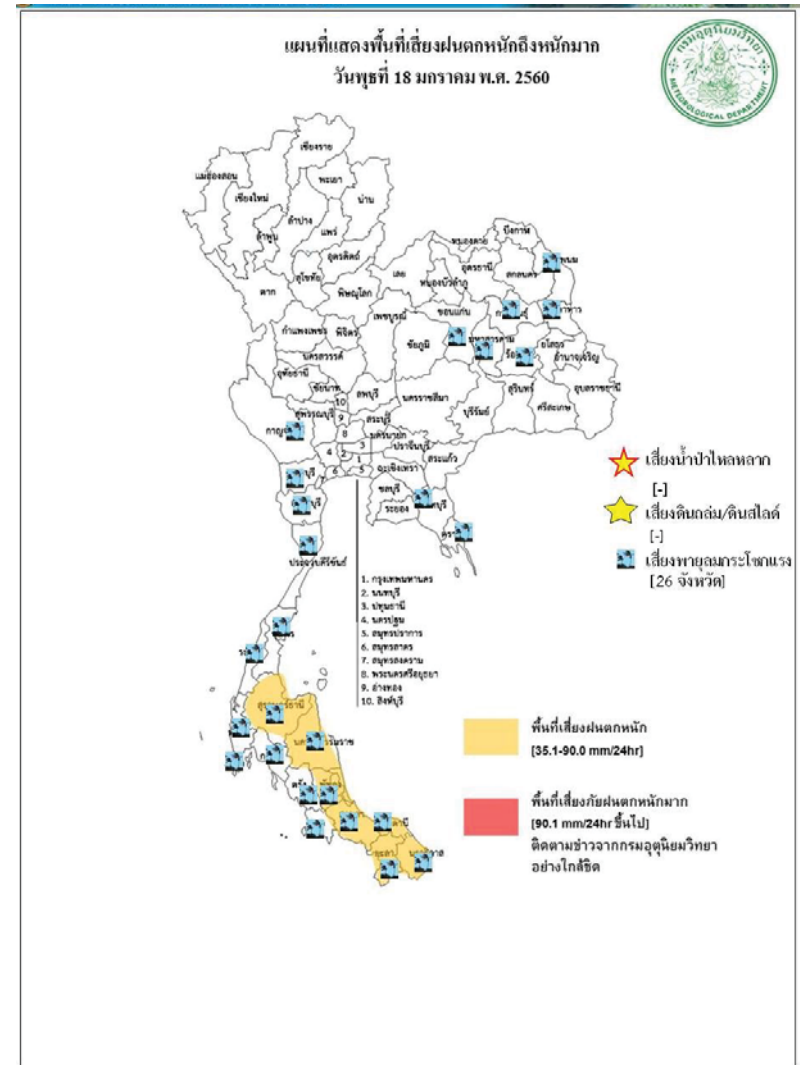 แผนที่แสดงพื้นที่เสี่ยงฝนตกหนักถึงหนักมาก
วันพุธที่ 18 มกราคม พ.ศ. 2560
กรมอุตุนิยมวิทยา
METEOROLOGICAL DEPARTMENT
เชียงราย
แม่ฮ่องสอน
พะเยา
เชียงใหม่
น่าน
ลำปาง
แพร่
ลำพูน
บึงกาฬ
หนองคาย
อุตรดิตถ์
เลย
อุดรธานี
สกลนคร
พนม
สุโขทัย
หนองบัวลำภู
ตาก
พิษณุโลก
เพชรบูรณ์
ขอนแก่น
กำแพงเพชร
พิจิตร
ชัยภูมิ
มหาสารคาม
ยโสธร
อำนาจเจริญ
นครสวรรค์
อุทัยธานี
ชัยนาท
ลพบุรี
นครราชสีมา
สุรินทร์
อุบลราชธานี
บุรีรัมย์
ศรีสะเกษ
10
สุพรรณบุรี
9
สระบุรี
8
นครนายก
3
ปราจีนบุรี
4
2
1
สระแก้ว
6
5
ฉะเชิงเทรา
ชลบุรี
ระยอง
ประจวบคีรีขันธ์
เสี่ยงน้ำป่าไหลหลาก
[-]
เสี่ยงดินถล่ม/ดินสไลด์
[-]
เสี่ยงพายุลมกระโชกแรง
[26 จังหวัด]
1. กรุงเทพมหานคร
2. นนทบุรี
3. ปทุมธานี
4. นครปฐม
5. สมุทรปราการ
6. สมุทรสาคร
7. สมุทรสงคราม
8. พระนครศรีอยุธยา
9. อ่างทอง
10. สิงห์บุรี
พื้นที่เสี่ยงฝนตกหนัก
[35.1-90.0 mm/24hr]
พื้นที่เสี่ยงภัยฝนตกหนักมาก
[90.1 mm/24hr ขึ้นไป]
ติดตามข่าวจากกรมอุตุนิยมวิทยา
อย่างใกล้ชิด